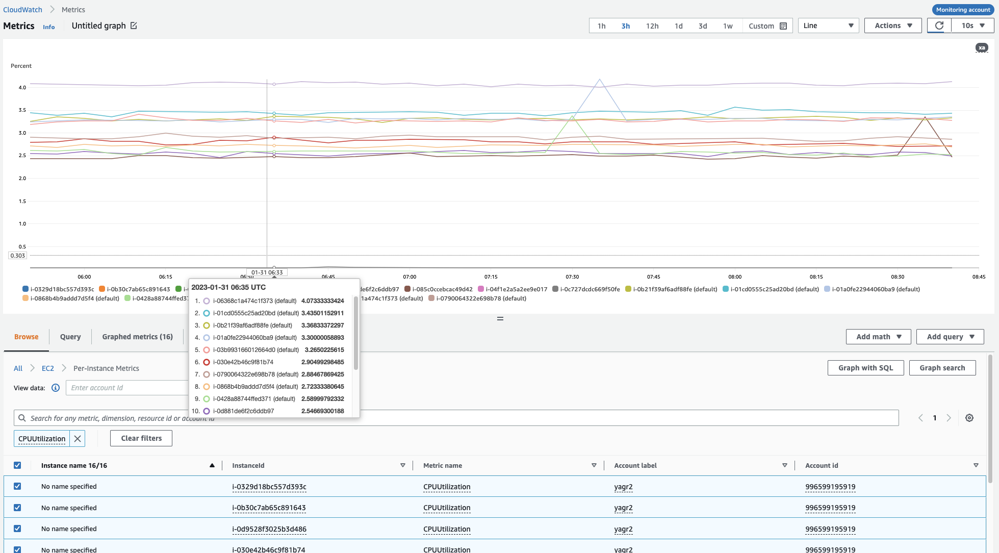 CloudWatch > Metrics
Monitoring account
Metrics Info Untitled graph
1h 3h 12h 1d 3d 1w Custom Line Actions 10s
xa
Percent
4.0
3.5
3.0
2.5
2.0
1.5
1.0
0.5
0.303
01-31 06:33
06:00 06:15 06:30 06:45 07:00 07:15 07:30 07:45 08:00 08:15 08:30 08:45
i-0329d18bc557d393c i-0b30c7ab65c891643 de6f2c6ddb97 i-085c0ccebcac49d42 i-04f1e2a5a2ee9e017 i-0c727dcdc669f50fe i-0b21f39af6adf88fe (default) i-01cd0555c25ad20bd (default) i-01a0fe22944060ba9 (default)
i-0868b4b9addd7d5f4 (default) i-0428a88744ffed37 1a474c1f373 (default) i-0790064322e698b78 (default)
2023-01-31 06:35 UTC
1. i-06368c1a474c1f373 (default) 4.07333333424
2. i-01cd0555c25ad20bd (default) 3.43501152911
3. i-0b21f39af6adf88fe (default) 3.36833372297
4. i-01a0fe22944060ba9 (default) 3.30000058893
5. i-03b993166012664d0 (default) 3.2650225615
6. i-030e42b46c9f81b74 2.90499298485
7. i-0790064322e698b78 (default) 2.88467869425
8. i-0868b4b9addd7d5f4 (default) 2.72333380645
9. i-0428a88744ffed371 (default) 2.58999792332
10. i-0d881de6f2c6ddb97 2.54669300188
Browse Query Graphed metrics (16)
Add math Add query
All > EC2 > Per-Instance Metrics
Graph with SQL Graph search
View data: Enter account Id
Search for any metric, dimension, resource id or account id
1
CPUUtilization Clear filters
Instance name 16/16 InstanceId Metric name Account label Account id
No name specified i-0329d18bc557d393c CPUUtilization yagr2 996599195919
No name specified i-0b30c7ab65c891643 CPUUtilization yagr2 996599195919
No name specified i-0d9528f3025b3d486 CPUUtilization yagr2 996599195919
No name specified i-030e42b46c9f81b74 CPUUtilization yagr2 996599195919